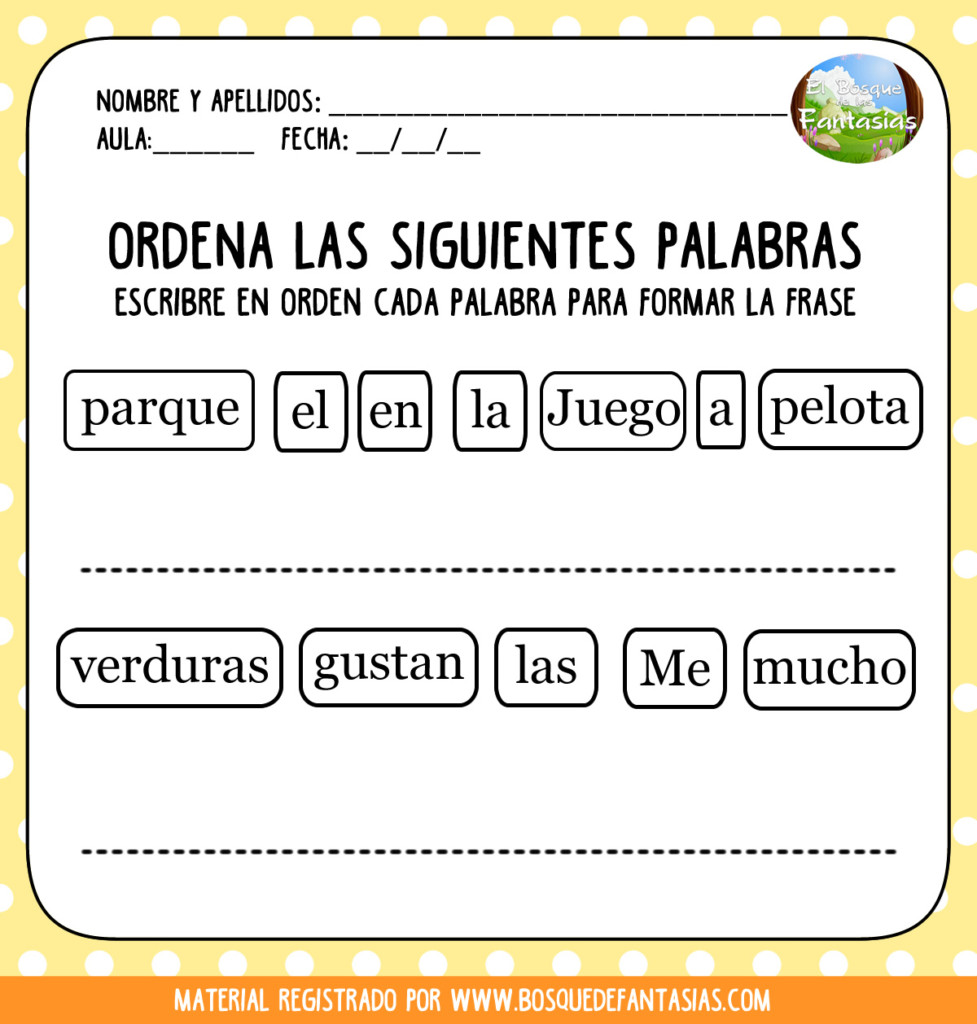 NOMBRE Y APELLIDOS: ____________________________
El Bosque
de las
Fantasías
AULA:______ FECHA: __/__/__
ORDENA LAS SIGUIENTES PALABRAS
ESCRIBRE EN ORDEN CADA PALABRA PARA FORMAR LA FRASE
parque el en la Juego a pelota
verduras gustan las Me mucho
MATERIAL REGISTRADO POR WWW.BOSQUEDEFANTASIAS.COM